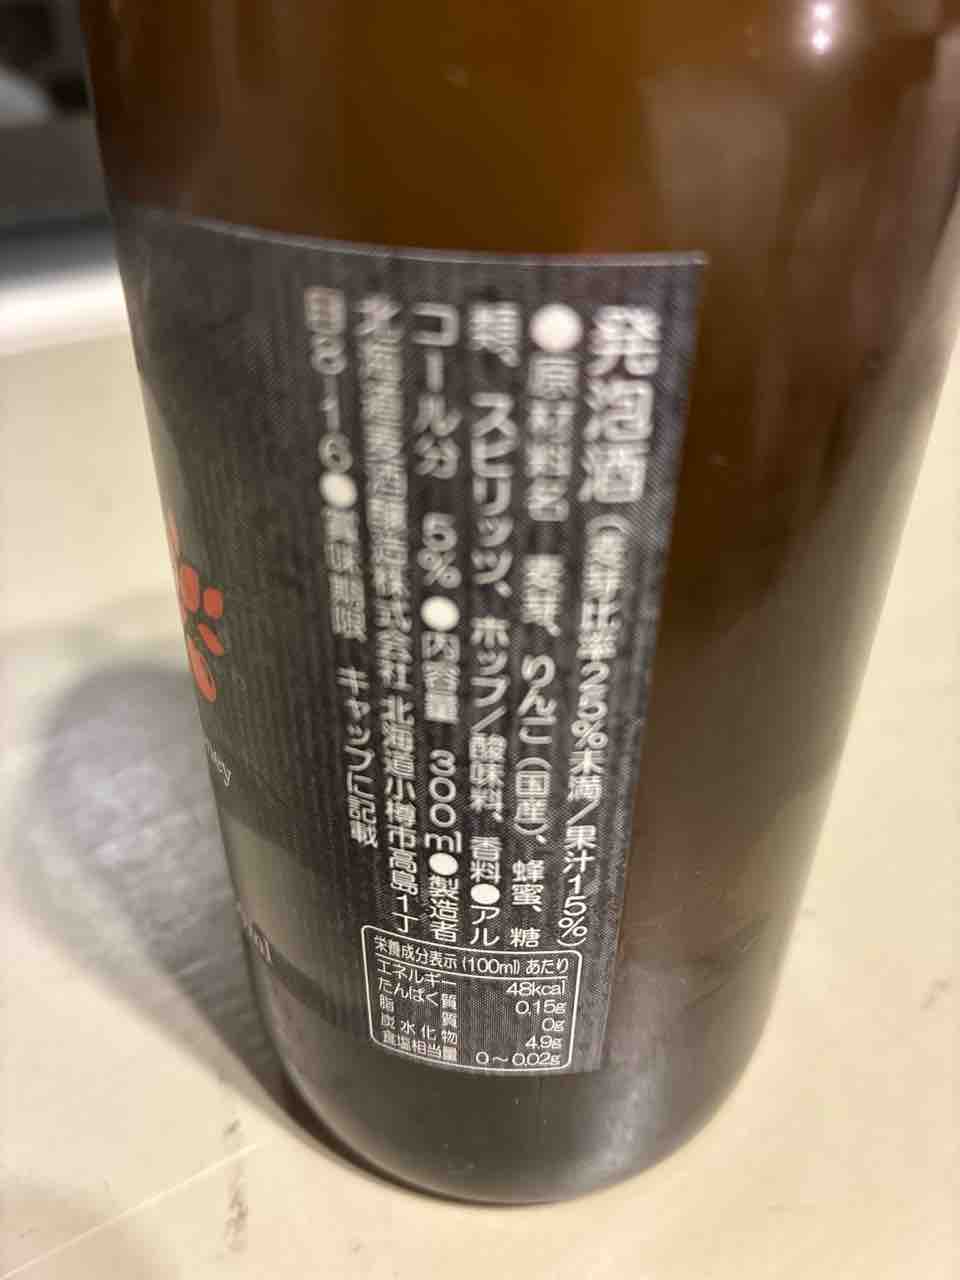 発泡酒（麦芽比率25%未満／果汁15%）
●原材料名 麦芽、りんご（国産）、蜂蜜、糖
類、スピリッツ、ホップ／酸味料、香料●アル
コール分 5%●内容量 300ml●製造者
北海道麦酒醸造株式会社 北海道小樽市高島1丁
目●賞味期限 キャップに記載
栄養成分表示（100ml）あたり
エネルギー 48kcal
たんぱく質 0.15g
脂質 0g
炭水化物 4.9g
食塩相当量 0～0.02g